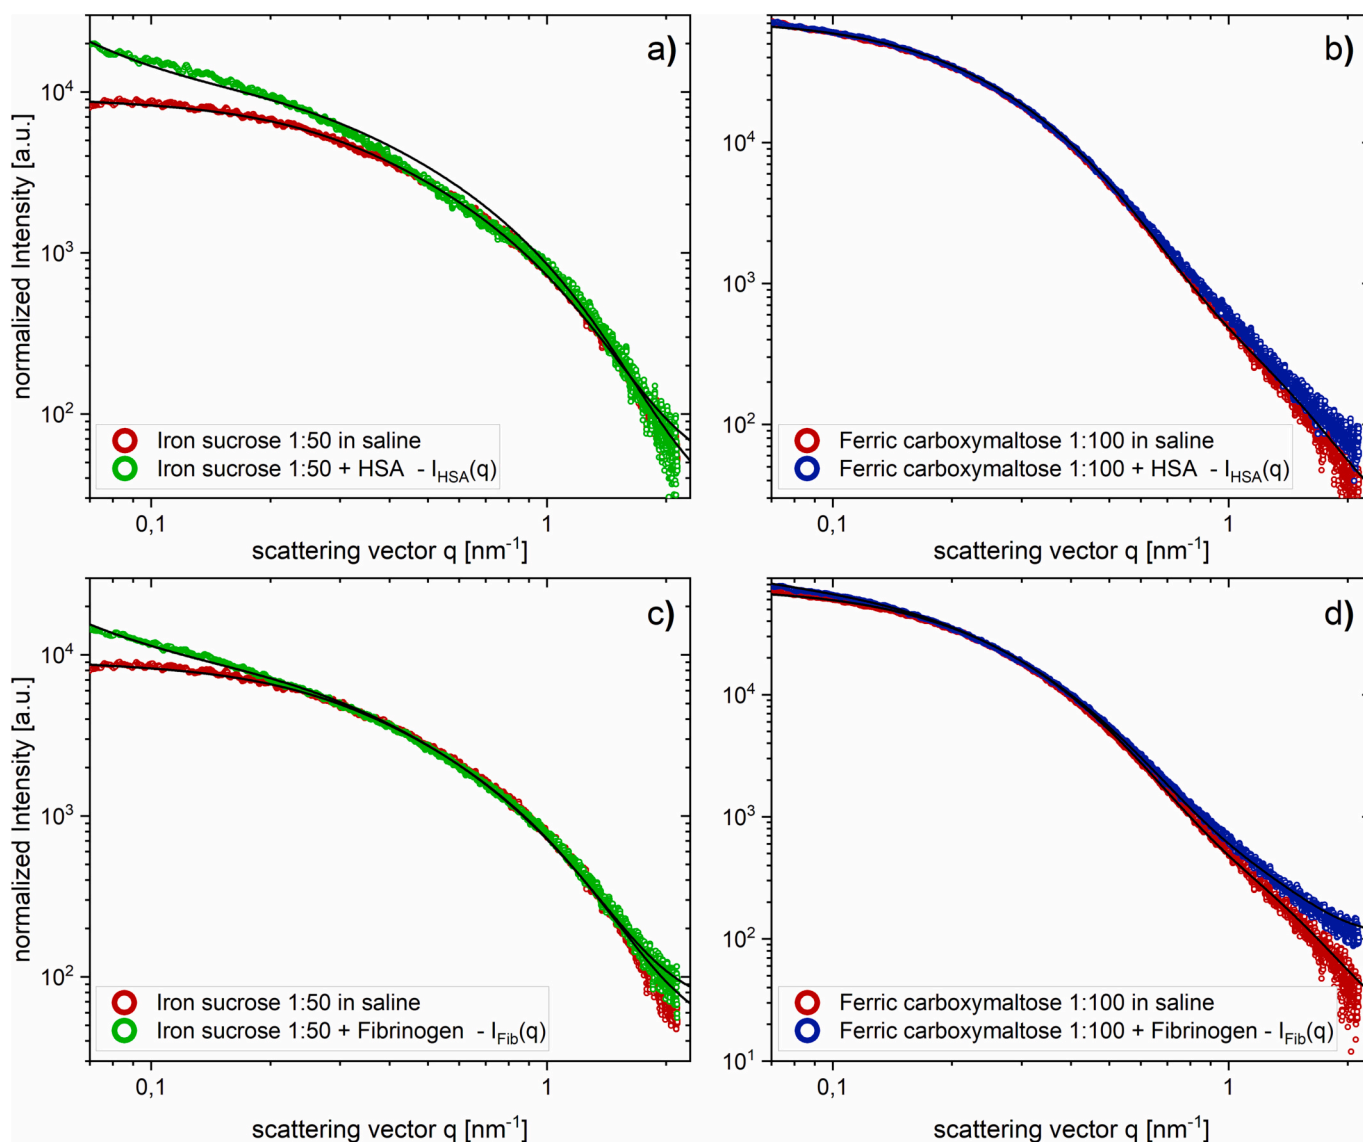 a)
normalized Intensity [a.u.]
10⁴
10³
10²
Iron sucrose 1:50 in saline
Iron sucrose 1:50 + HSA - I_HSA(q)
0,1
1
scattering vector q [nm⁻¹]
b)
10⁴
10³
10²
Ferric carboxymaltose 1:100 in saline
Ferric carboxymaltose 1:100 + HSA - I_HSA(q)
0,1
1
scattering vector q [nm⁻¹]
c)
normalized Intensity [a.u.]
10⁴
10³
10²
Iron sucrose 1:50 in saline
Iron sucrose 1:50 + Fibrinogen - I_Fib(q)
0,1
1
scattering vector q [nm⁻¹]
d)
10⁴
10³
10²
10¹
Ferric carboxymaltose 1:100 in saline
Ferric carboxymaltose 1:100 + Fibrinogen - I_Fib(q)
0,1
1
scattering vector q [nm⁻¹]